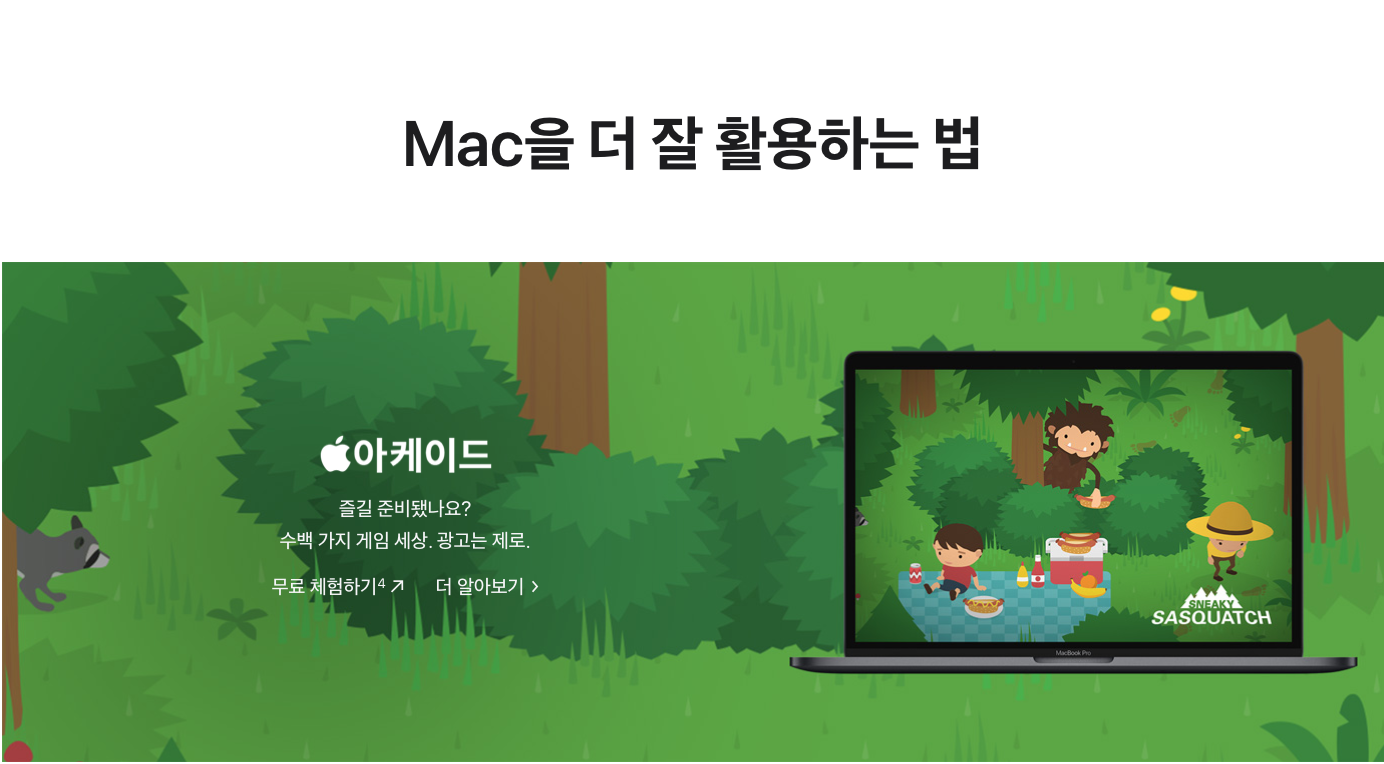 Mac을 더 잘 활용하는 법
아케이드
즐길 준비됐나요?
수백 가지 게임 세상. 광고는 제로.
무료 체험하기⁴ ↗ 더 알아보기 >
SNEAKY
SASQUATCH
MacBook Pro